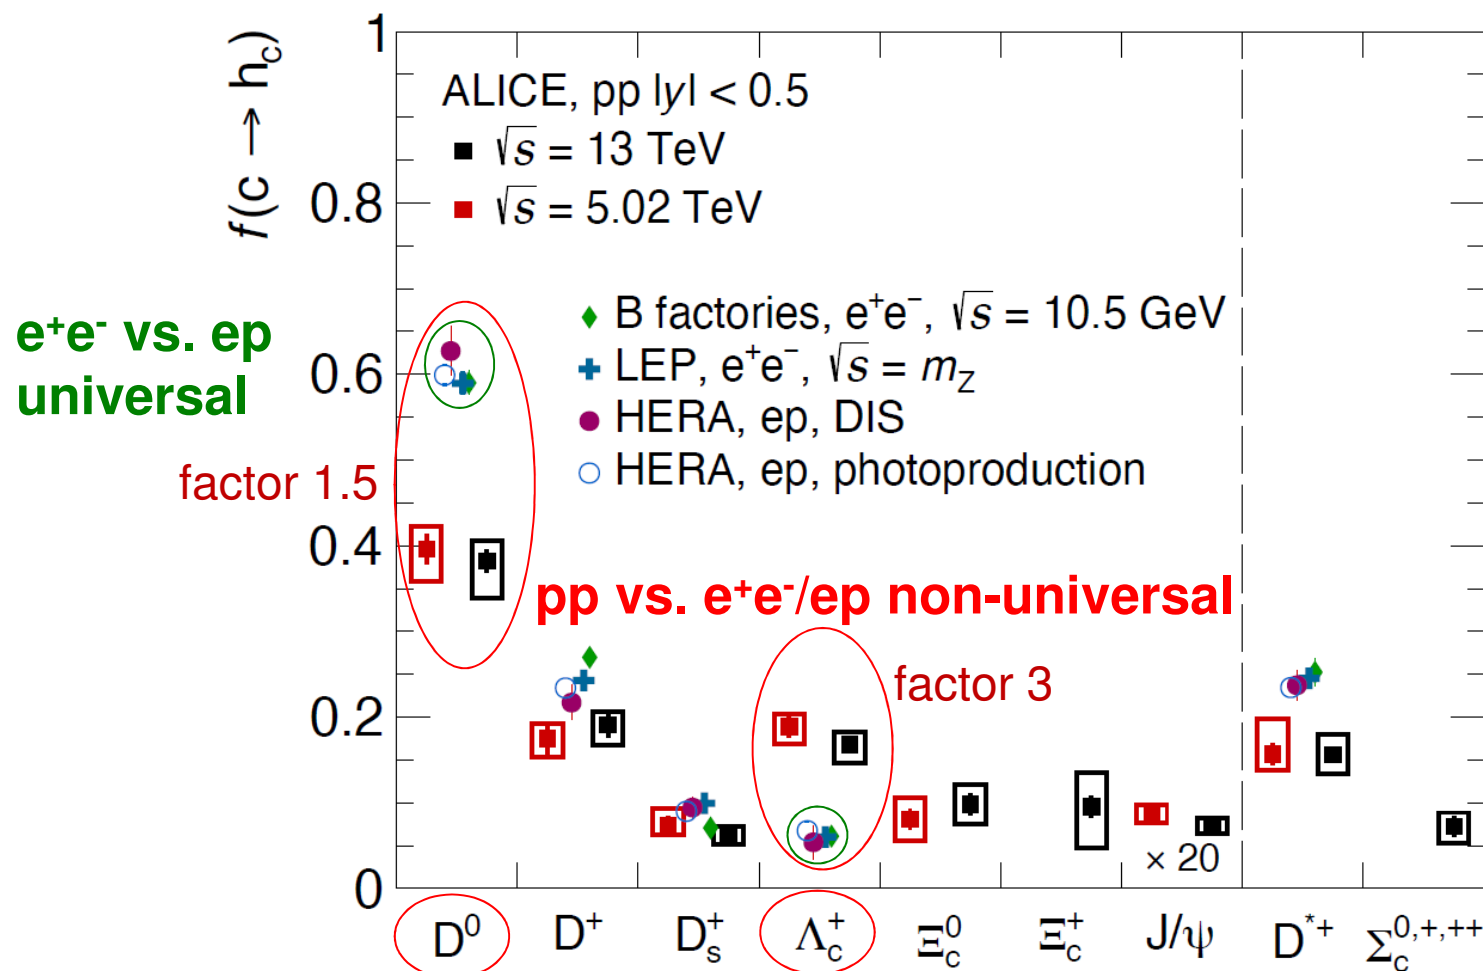 1
f(c → h_c)
ALICE, pp |y| < 0.5
√s = 13 TeV
0.8
√s = 5.02 TeV
B factories, e⁺e⁻, √s = 10.5 GeV
e⁺e⁻ vs. ep
universal
LEP, e⁺e⁻, √s = m_Z
0.6
HERA, ep, DIS
HERA, ep, photoproduction
factor 1.5
0.4
pp vs. e⁺e⁻/ep non-universal
factor 3
0.2
× 20
0
D⁰ D⁺ D_s⁺ Λ_c⁺ Ξ_c⁰ Ξ_c⁺ J/ψ D*⁺ Σ_c^0,+,++